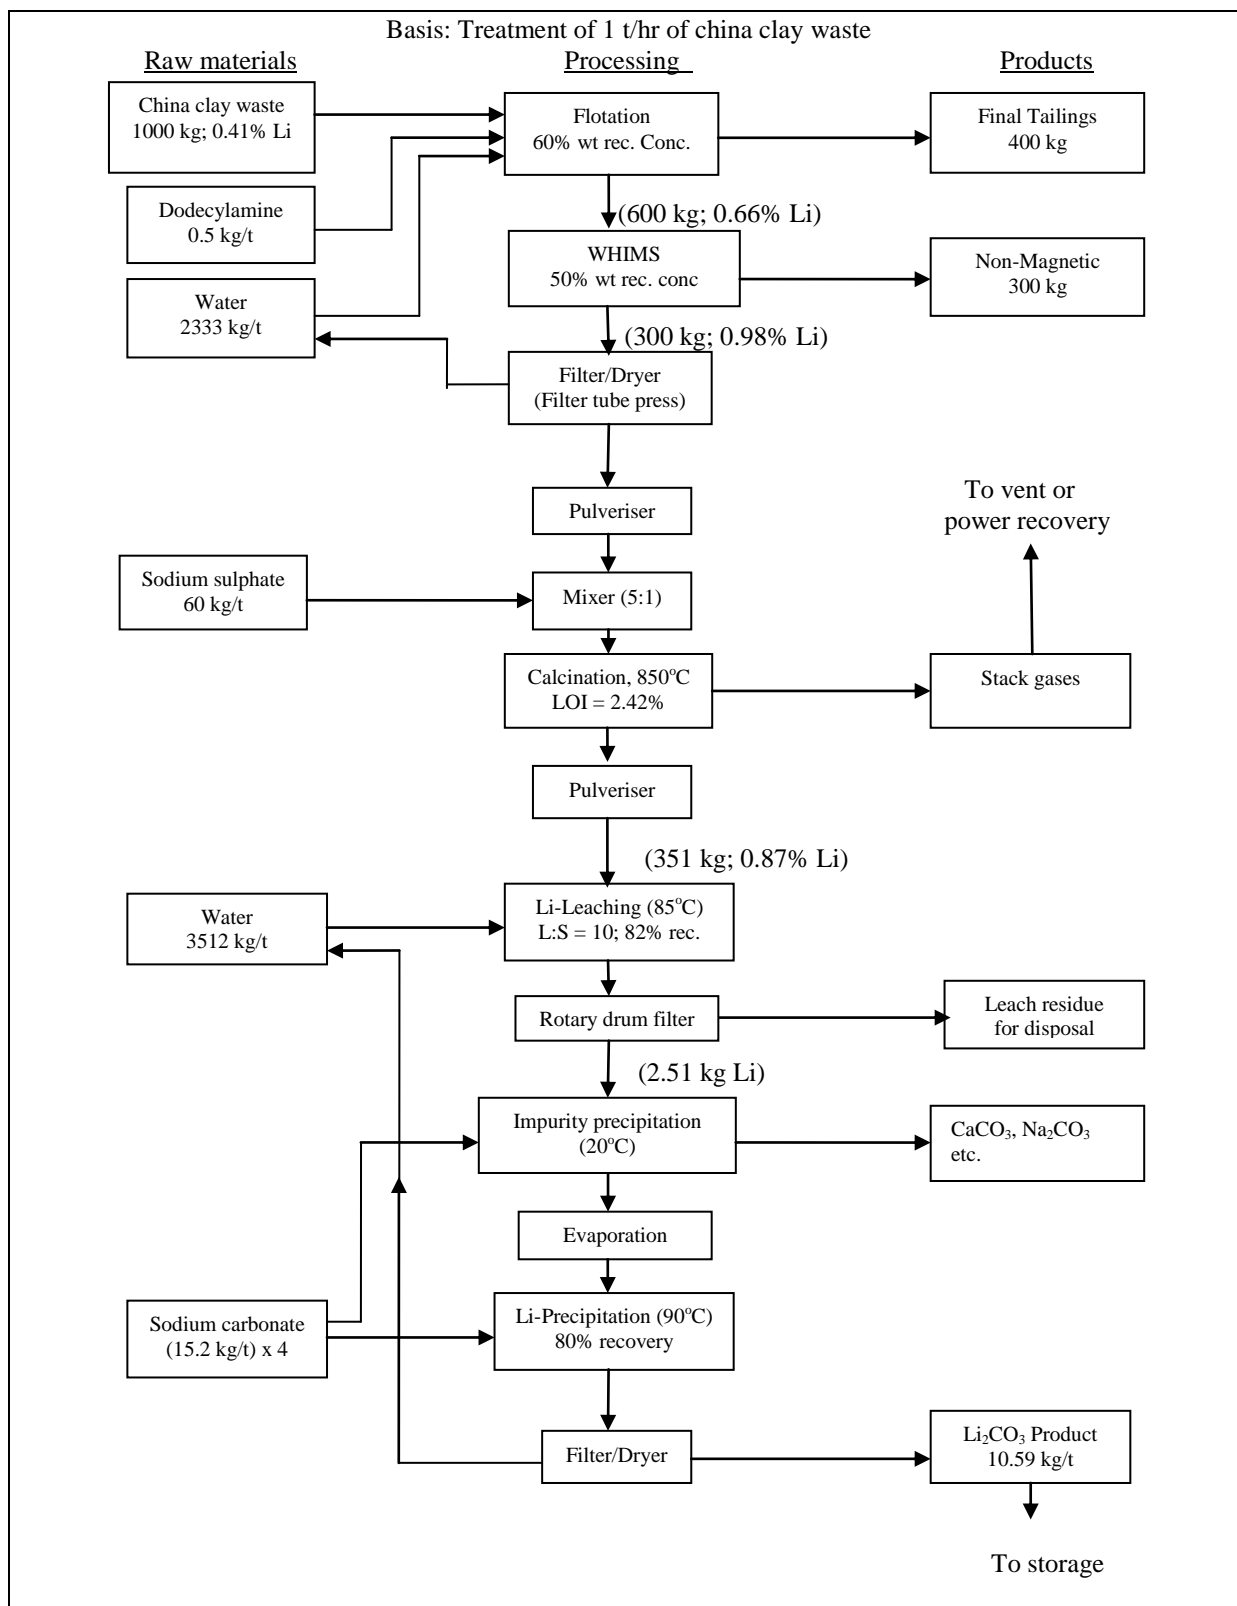 Basis: Treatment of 1 t/hr of china clay waste
Raw materials
Processing
Products
China clay waste
1000 kg; 0.41% Li
Flotation
60% wt rec. Conc.
Final Tailings
400 kg
Dodecylamine
0.5 kg/t
(600 kg; 0.66% Li)
WHIMS
50% wt rec. conc
Non-Magnetic
300 kg
Water
2333 kg/t
(300 kg; 0.98% Li)
Filter/Dryer
(Filter tube press)
Pulveriser
To vent or
power recovery
Sodium sulphate
60 kg/t
Mixer (5:1)
Calcination, 850°C
LOI = 2.42%
Stack gases
Pulveriser
(351 kg; 0.87% Li)
Water
3512 kg/t
Li-Leaching (85°C)
L:S = 10; 82% rec.
Rotary drum filter
Leach residue
for disposal
(2.51 kg Li)
Impurity precipitation
(20°C)
CaCO₃, Na₂CO₃
etc.
Evaporation
Sodium carbonate
(15.2 kg/t) x 4
Li-Precipitation (90°C)
80% recovery
Filter/Dryer
Li₂CO₃ Product
10.59 kg/t
To storage